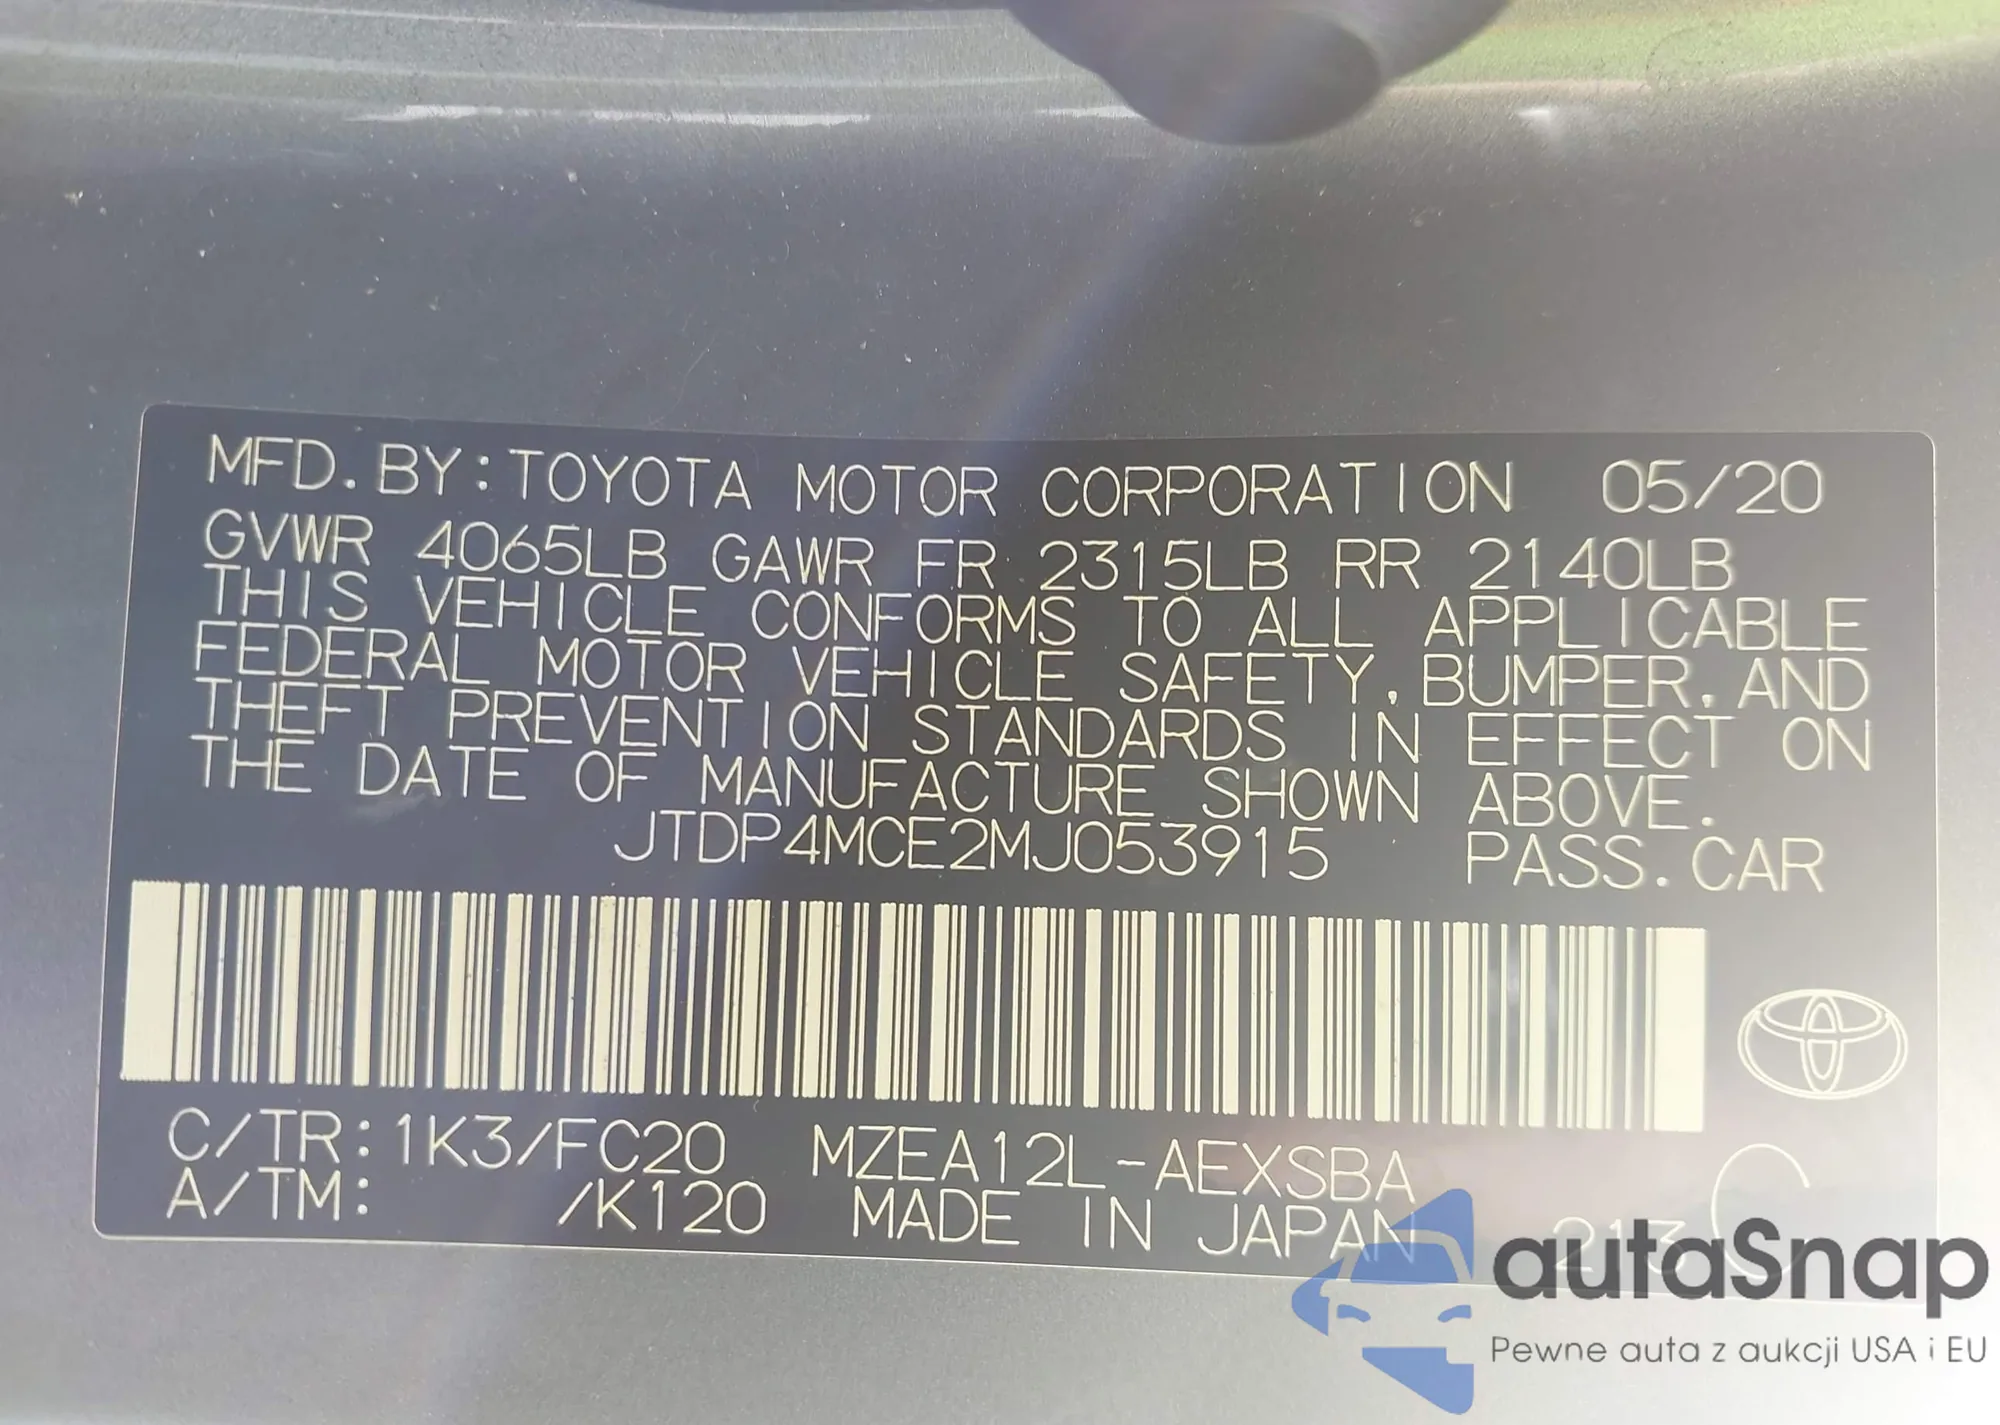 MFD. BY: TOYOTA MOTOR CORPORATION 05/20
GVWR 4065LB GAWR FR 2315LB RR 2140LB
THIS VEHICLE CONFORMS TO ALL APPLICABLE
FEDERAL MOTOR VEHICLE SAFETY, BUMPER, AND
THEFT PREVENTION STANDARDS IN EFFECT ON
THE DATE OF MANUFACTURE SHOWN ABOVE.
JTDP4MCE2MJ053915 PASS. CAR
C/TR: 1K3/FC20 MZEA12L-AEXSBA
A/TM: /K120 MADE IN JAPAN 213 C
autaSnap
Pewne auta z aukcji USA i EU